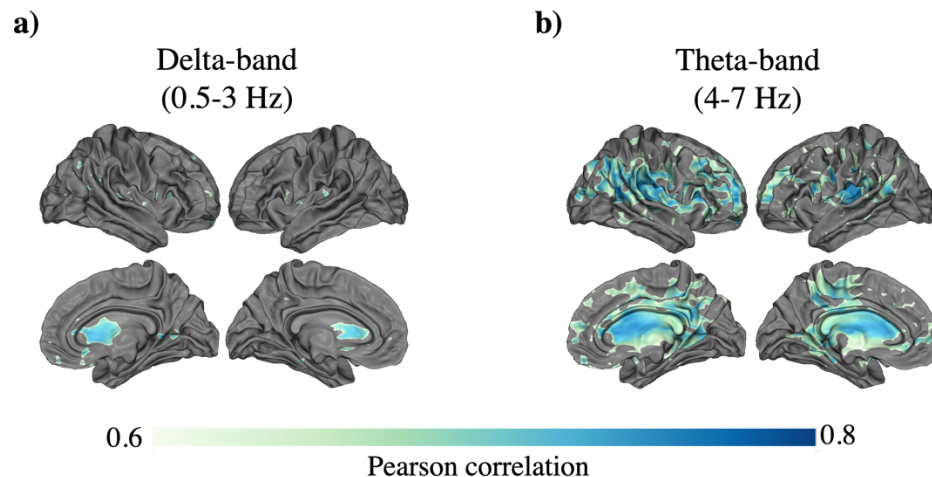 a)
Delta-band
(0.5-3 Hz)
b)
Theta-band
(4-7 Hz)
0.6
0.8
Pearson correlation